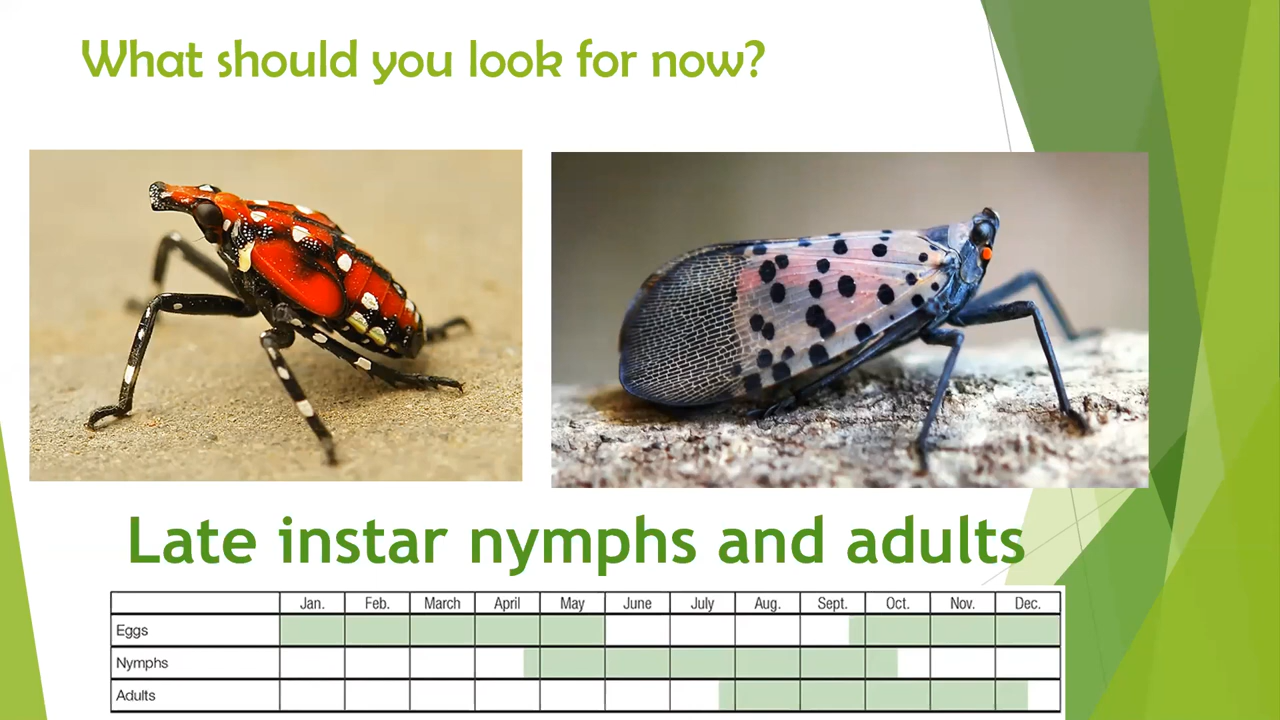 What should you look for now?
Late instar nymphs and adults
Jan. Feb. March April May June July Aug. Sept. Oct. Nov. Dec.
Eggs
Nymphs
Adults